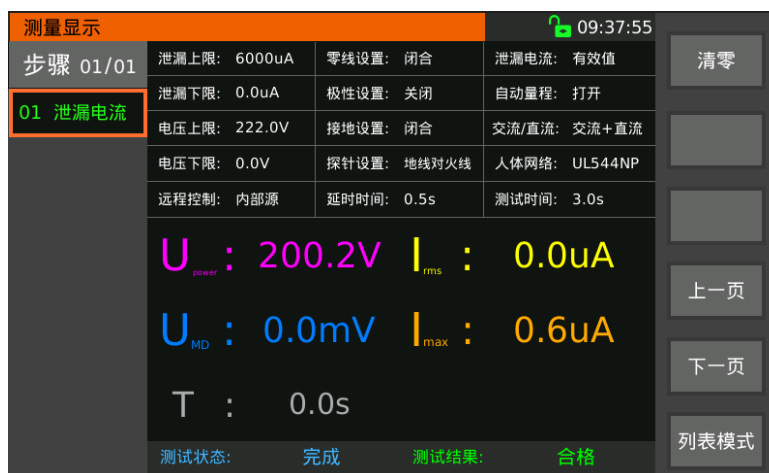 测量显示 09:37:55
步骤 01/01
01 泄漏电流
泄漏上限: 6000uA 零线设置: 闭合 泄漏电流: 有效值
泄漏下限: 0.0uA 极性设置: 关闭 自动量程: 打开
电压上限: 222.0V 接地设置: 闭合 交流/直流: 交流+直流
电压下限: 0.0V 探针设置: 地线对火线 人体网络: UL544NP
远程控制: 内部源 延时时间: 0.5s 测试时间: 3.0s
Upower: 200.2V Irms: 0.0uA
UMD: 0.0mV Imax: 0.6uA
T: 0.0s
测试状态: 完成 测试结果: 合格
清零
上一页
下一页
列表模式